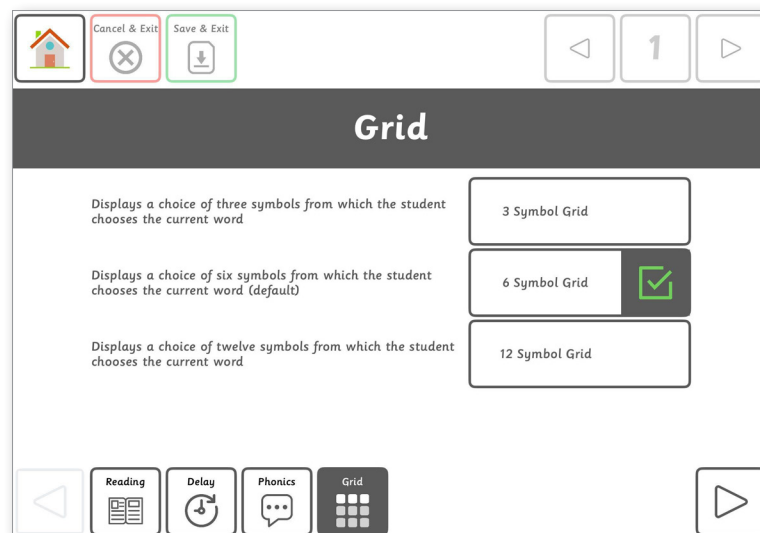 Cancel & Exit
Save & Exit
1
Grid
Displays a choice of three symbols from which the student
chooses the current word
3 Symbol Grid
Displays a choice of six symbols from which the student
chooses the current word (default)
6 Symbol Grid
Displays a choice of twelve symbols from which the student
chooses the current word
12 Symbol Grid
Reading
Delay
Phonics
Grid